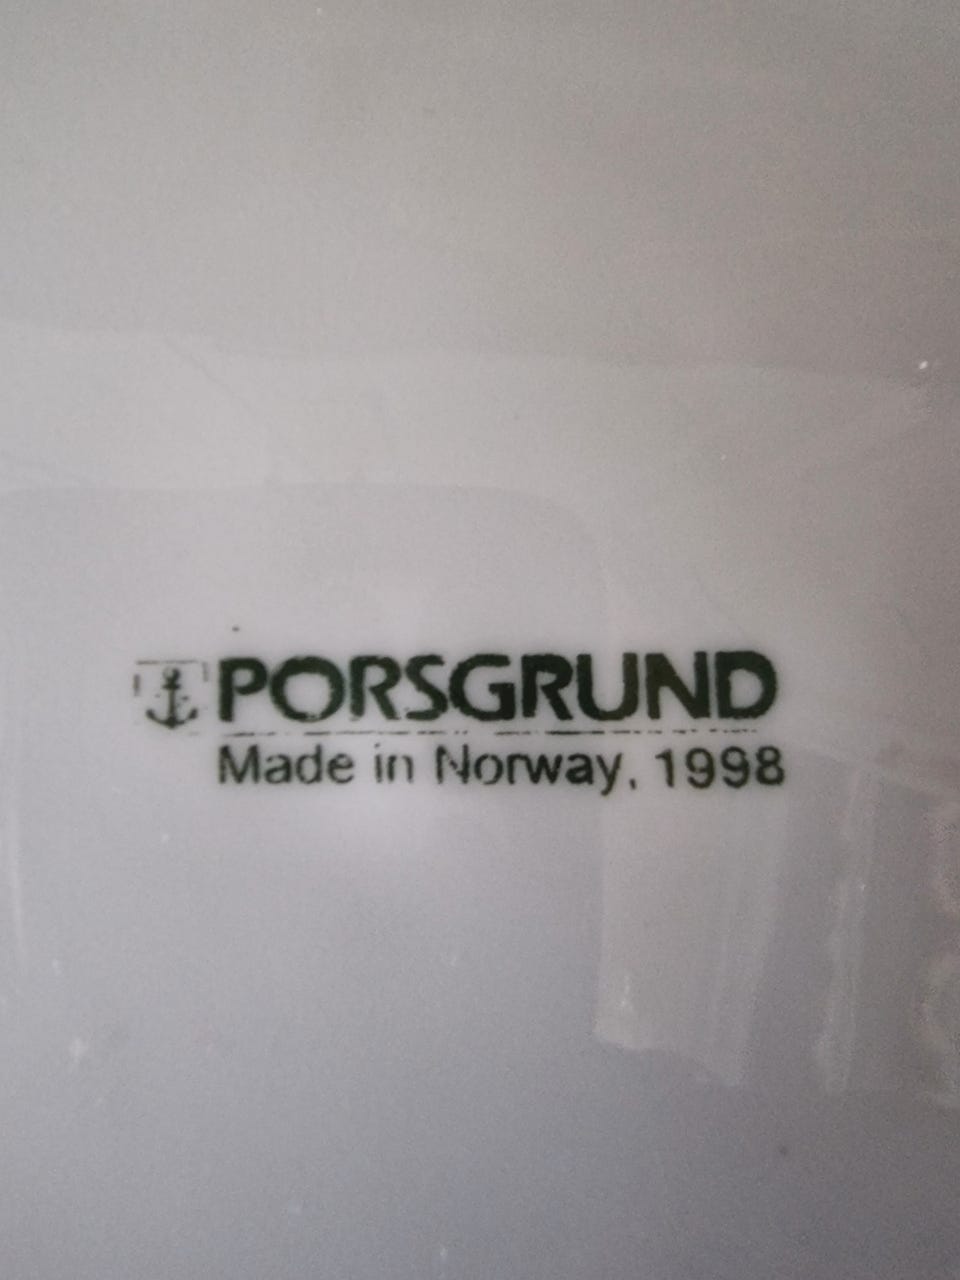 PORSGRUND
Made in Norway, 1998